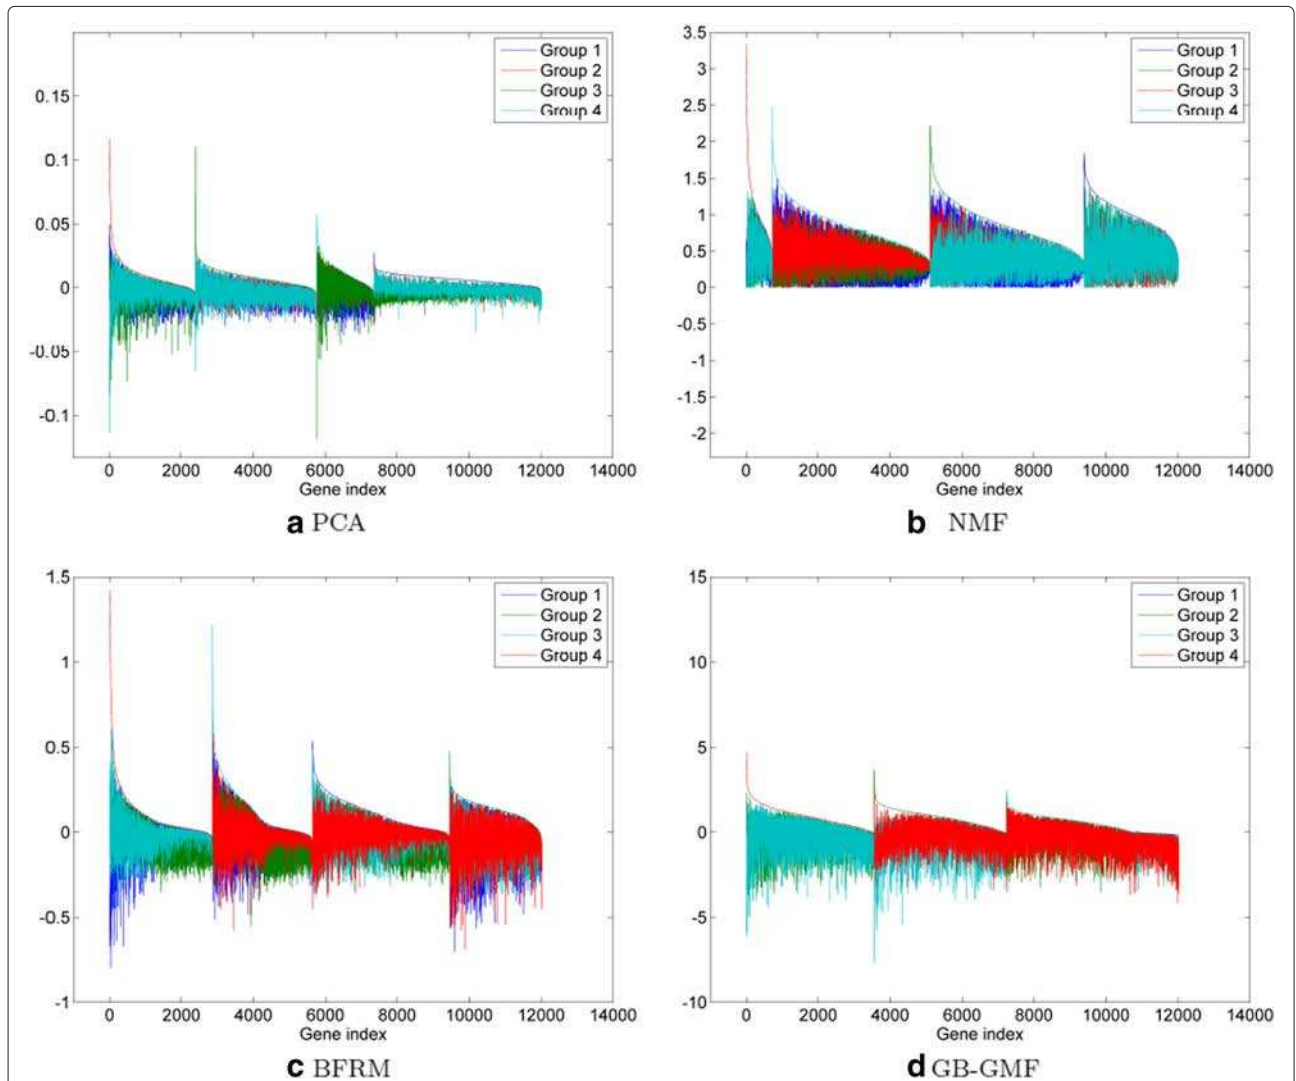 Group 1
Group 2
Group 3
Group 4
0.15
0.1
0.05
0
-0.05
-0.1
0 2000 4000 6000 8000 10000 12000 14000
Gene index
a PCA
3.5
3
2.5
2
1.5
1
0.5
0
-0.5
-1
-1.5
-2
Group 1
Group 2
Group 3
Group 4
0 2000 4000 6000 8000 10000 12000 14000
Gene index
b NMF
1.5
1
0.5
0
-0.5
-1
Group 1
Group 2
Group 3
Group 4
0 2000 4000 6000 8000 10000 12000 14000
Gene index
c BFRM
15
10
5
0
-5
-10
Group 1
Group 2
Group 3
Group 4
0 2000 4000 6000 8000 10000 12000 14000
Gene index
d GB-GMF